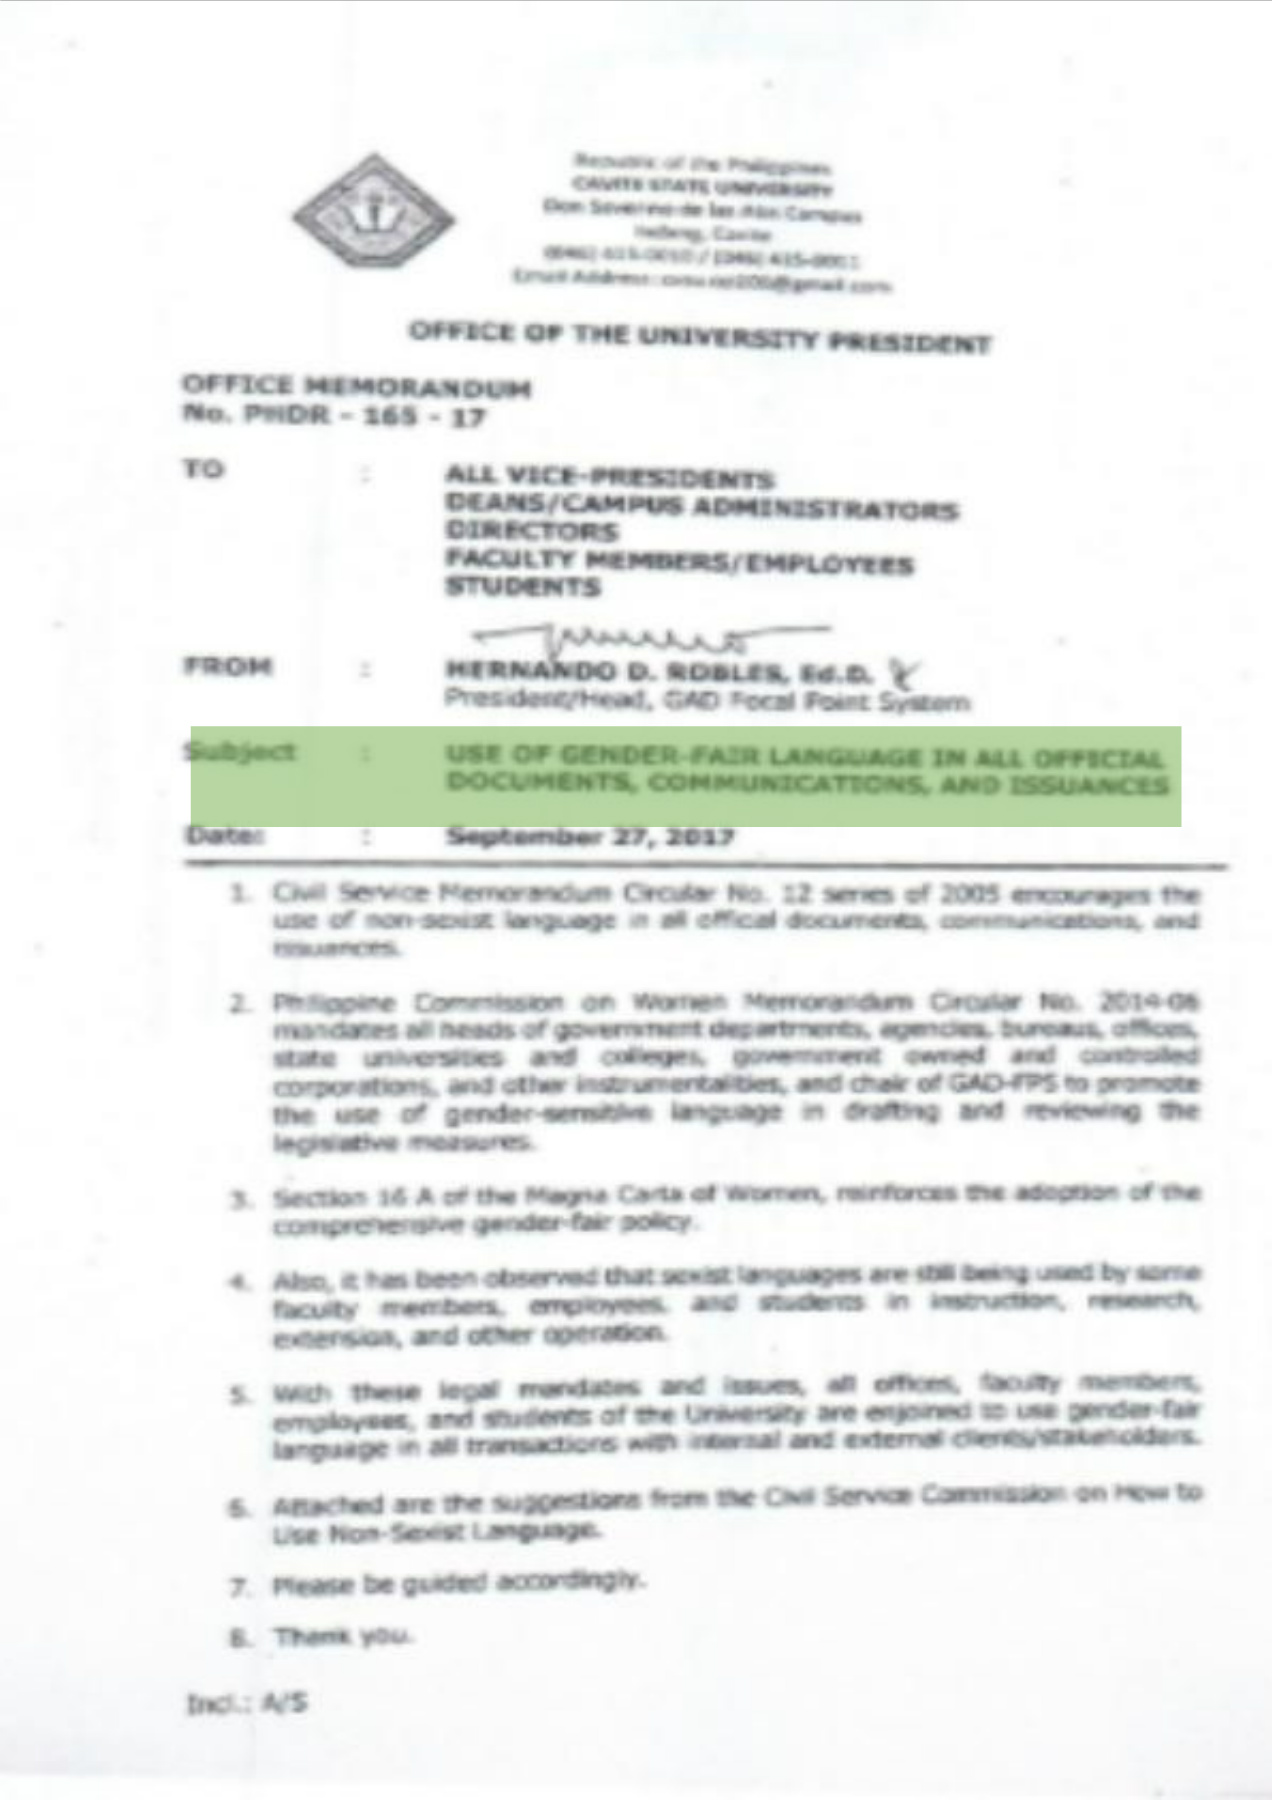 Republic of the Philippines
CAVITE STATE UNIVERSITY
Don Severino de las Alas Campus
Indang, Cavite
Email Address:
OFFICE OF THE UNIVERSITY PRESIDENT
OFFICE MEMORANDUM
No. PHDR - 165 - 17
TO : ALL VICE-PRESIDENTS
DEANS/CAMPUS ADMINISTRATORS
DIRECTORS
FACULTY MEMBERS/EMPLOYEES
STUDENTS
FROM : HERNANDO D. ROBLES, Ed.D.
President/Head, GAD Focal Point System
Subject : USE OF GENDER-FAIR LANGUAGE IN ALL OFFICIAL
DOCUMENTS, COMMUNICATIONS, AND ISSUANCES
Date: : September 27, 2017
1. Civil Service Memorandum Circular No. 12 series of 2005 encourages the
use of non-sexist language in all offical documents, communications, and
issuances.
2. Philippine Commission on Women Memorandum Circular No. 2014-06
mandates all heads of government departments, agencies, bureaus, offices,
state universities and colleges, government owned and controlled
corporations, and other instrumentalities, and chair of GAD-FPS to promote
the use of gender-sensitive language in drafting and reviewing the
legislative measures.
3. Section 16 A of the Magna Carta of Women, reinforces the adoption of the
comprehensive gender-fair policy.
4. Also, it has been observed that sexist languages are still being used by some
faculty members, employees, and students in instruction, research,
extension, and other operation.
5. With these legal mandates and issues, all offices, faculty members,
employees, and students of the University are enjoined to use gender-fair
language in all transactions with internal and external clients/stakeholders.
6. Attached are the suggestions from the Civil Service Commission on How to
Use Non-Sexist Language.
7. Please be guided accordingly.
8. Thank you.
Incl.: A/S